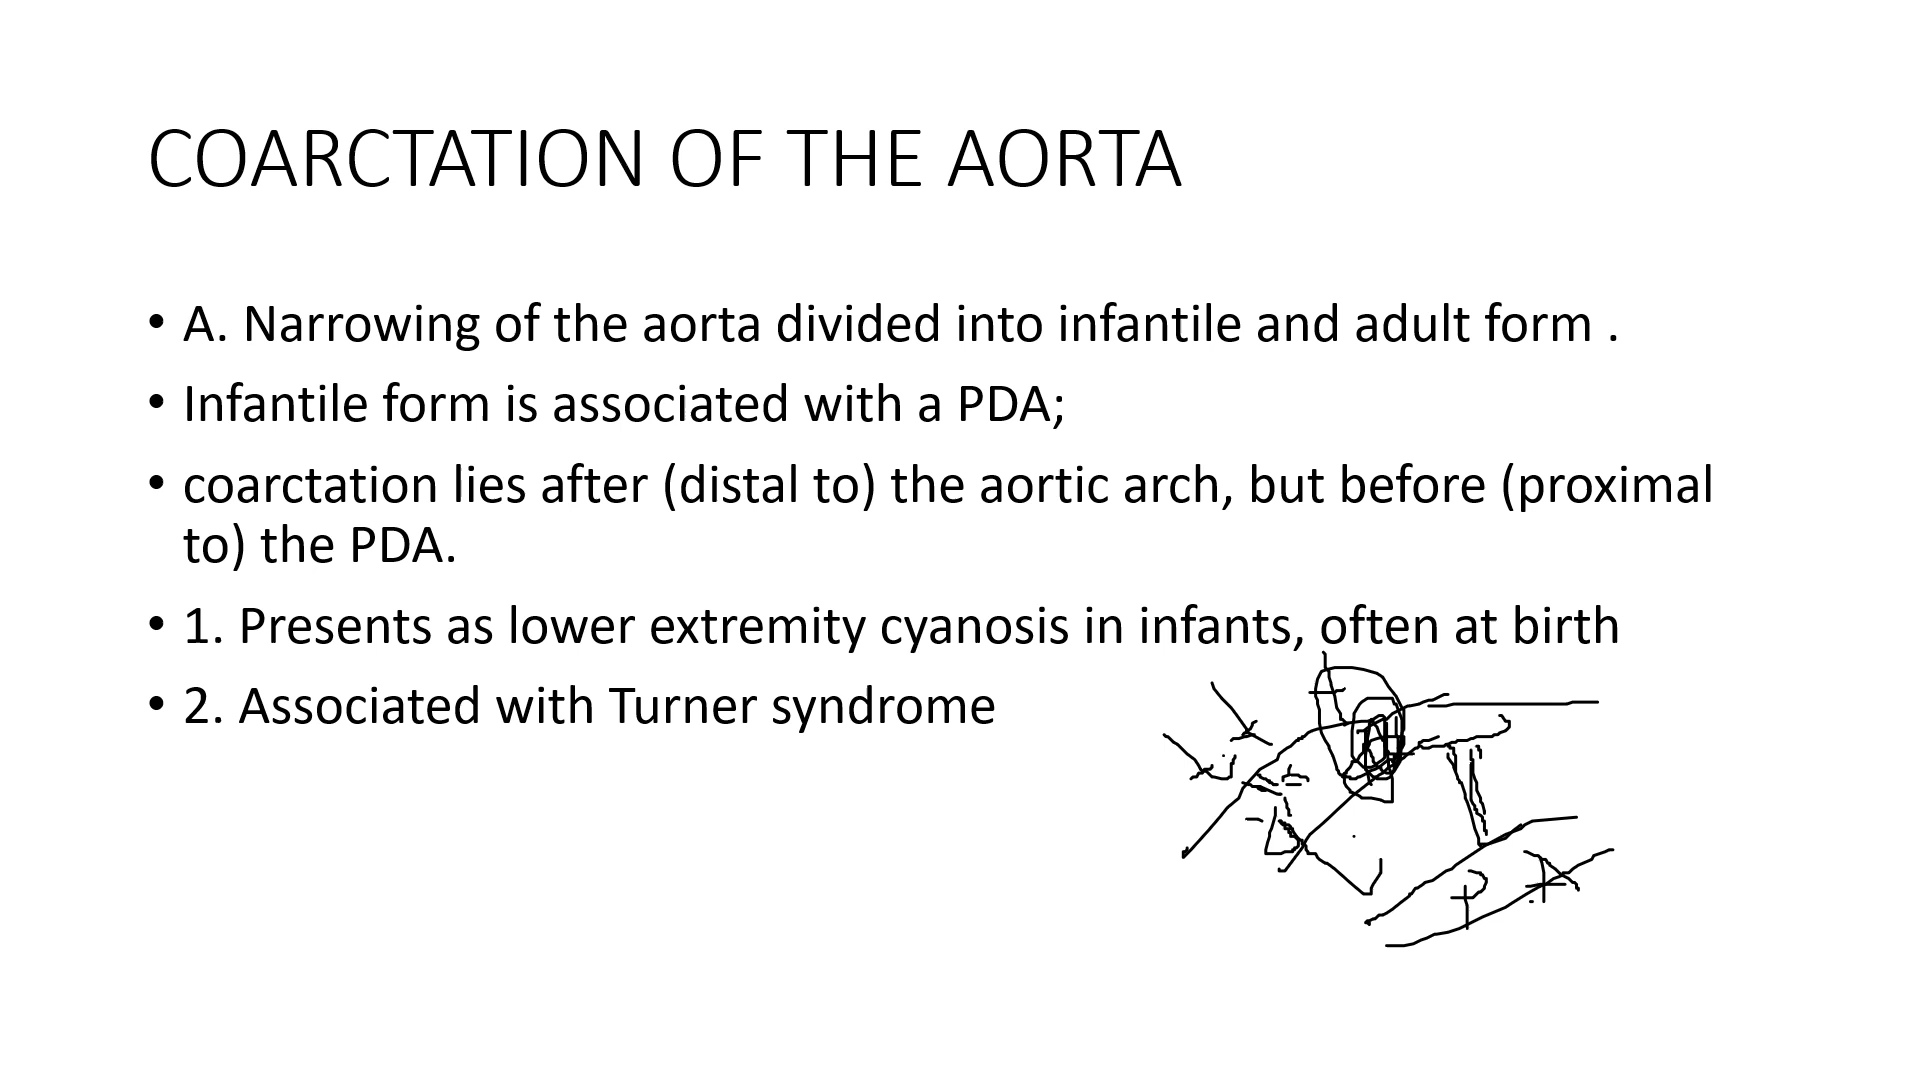 COARCTATION OF THE AORTA
• A. Narrowing of the aorta divided into infantile and adult form .
• Infantile form is associated with a PDA;
• coarctation lies after (distal to) the aortic arch, but before (proximal
to) the PDA.
• 1. Presents as lower extremity cyanosis in infants, often at birth
• 2. Associated with Turner syndrome
P A